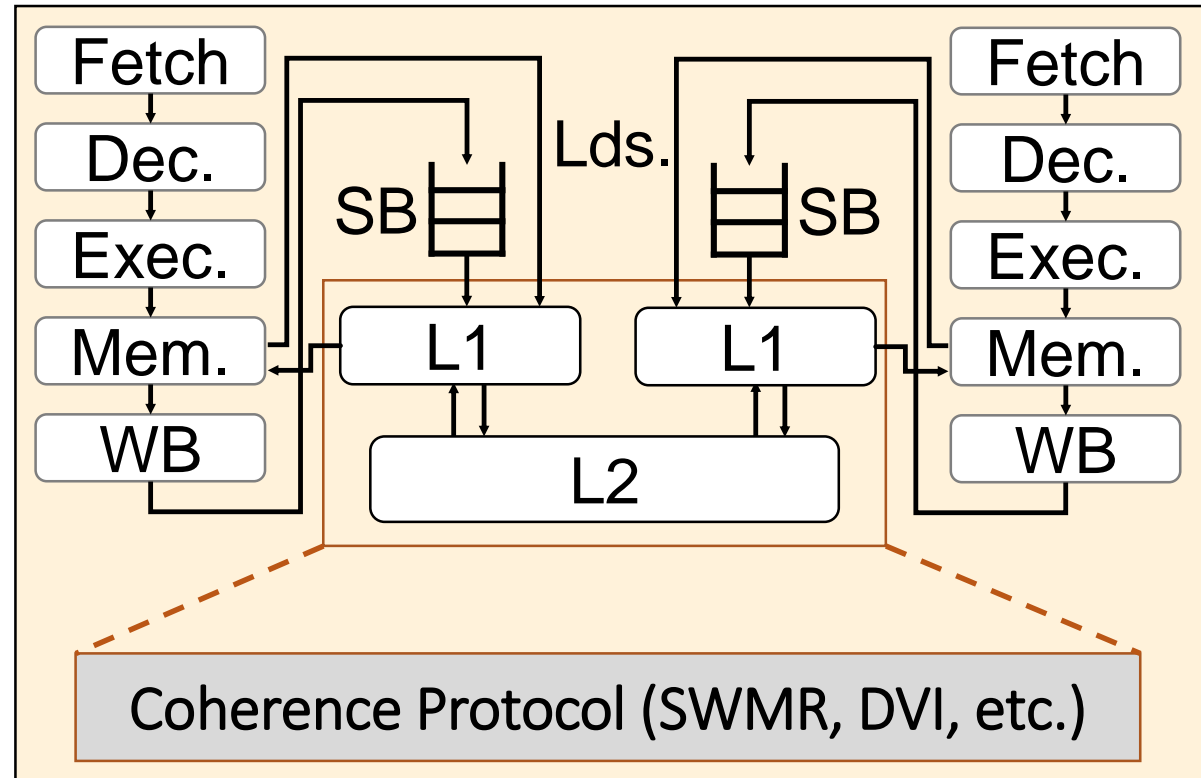 Fetch
Dec.
Exec.
Mem.
WB
SB
Lds.
SB
L1
L1
L2
Fetch
Dec.
Exec.
Mem.
WB
Coherence Protocol (SWMR, DVI, etc.)